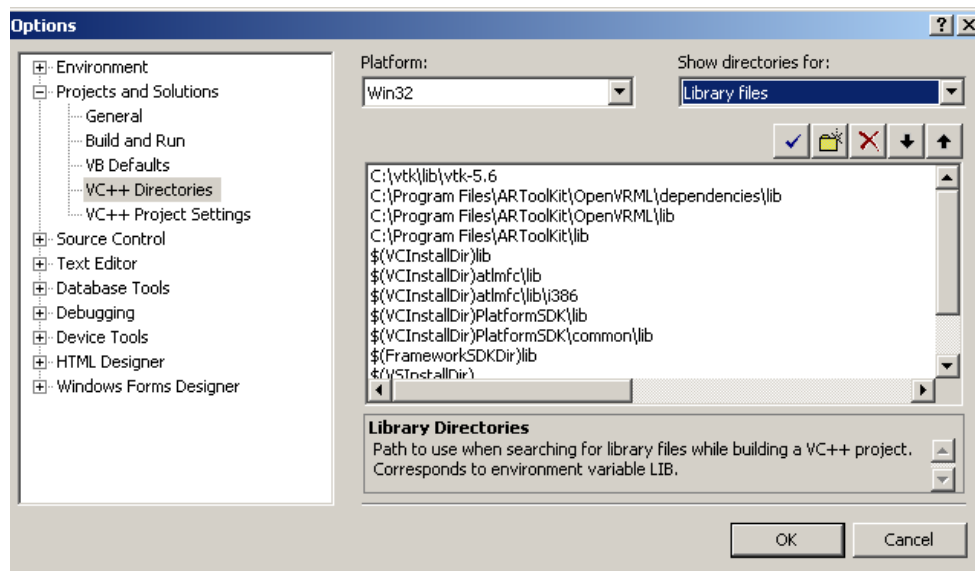 Options
Environment
Projects and Solutions
General
Build and Run
VB Defaults
VC++ Directories
VC++ Project Settings
Source Control
Text Editor
Database Tools
Debugging
Device Tools
HTML Designer
Windows Forms Designer
Platform:
Win32
Show directories for:
Library files
C:\vtk\lib\vtk-5.6
C:\Program Files\ARToolKit\OpenVRML\dependencies\lib
C:\Program Files\ARToolKit\OpenVRML\lib
C:\Program Files\ARToolKit\lib
$(VCInstallDir)lib
$(VCInstallDir)atlmfc\lib
$(VCInstallDir)atlmfc\lib\i386
$(VCInstallDir)PlatformSDK\lib
$(VCInstallDir)PlatformSDK\common\lib
$(FrameworkSDKDir)lib
$(VSInstallDir)
Library Directories
Path to use when searching for library files while building a VC++ project.
Corresponds to environment variable LIB.
OK
Cancel